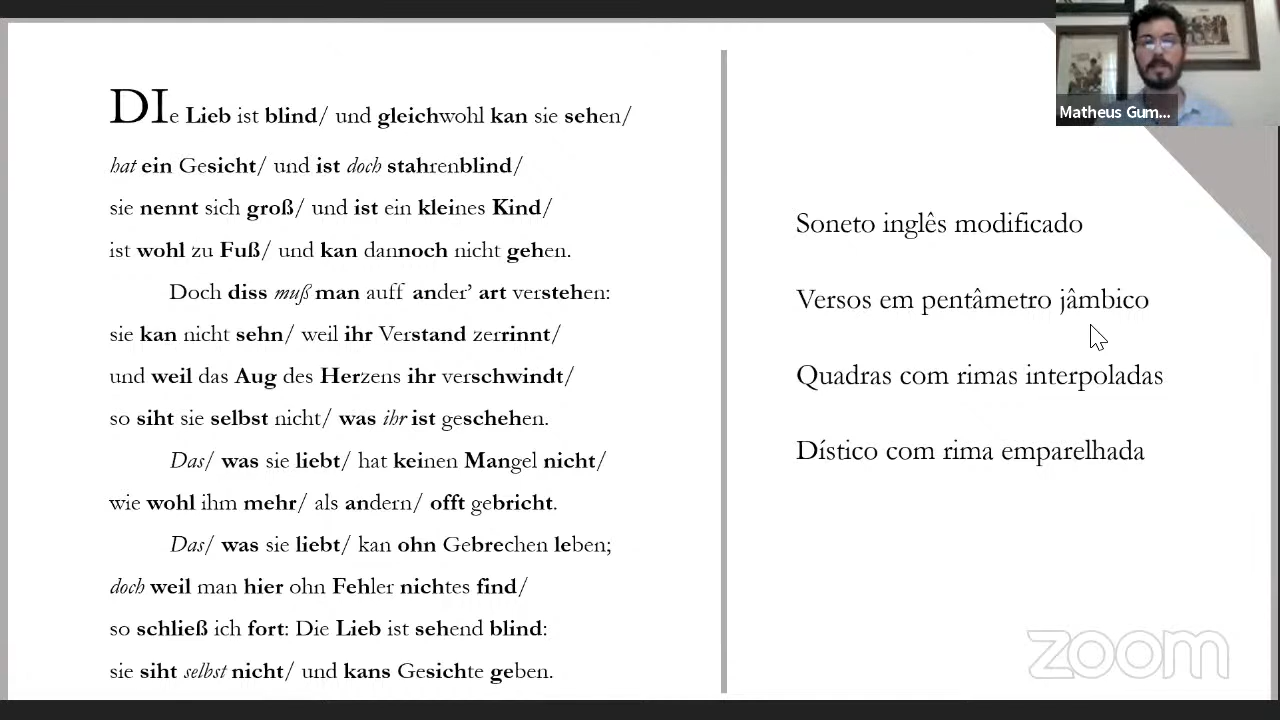 DIe Lieb ist blind/ und gleichwohl kan sie sehen/
hat ein Gesicht/ und ist doch stahrenblind/
sie nennt sich groß/ und ist ein kleines Kind/
ist wohl zu Fuß/ und kan dannoch nicht gehen.
Doch diss muß man auff ander’ art verstehen:
sie kan nicht sehn/ weil ihr Verstand zerrinnt/
und weil das Aug des Herzens ihr verschwindt/
so siht sie selbst nicht/ was ihr ist geschehen.
Das/ was sie liebt/ hat keinen Mangel nicht/
wie wohl ihm mehr/ als andern/ offt gebricht.
Das/ was sie liebt/ kan ohn Gebrechen leben;
doch weil man hier ohn Fehler nichtes find/
so schließ ich fort: Die Lieb ist sehend blind:
sie siht selbst nicht/ und kans Gesichte geben.
Soneto inglês modificado
Versos em pentâmetro jâmbico
Quadras com rimas interpoladas
Dístico com rima emparelhada
Matheus Gum...
zoom